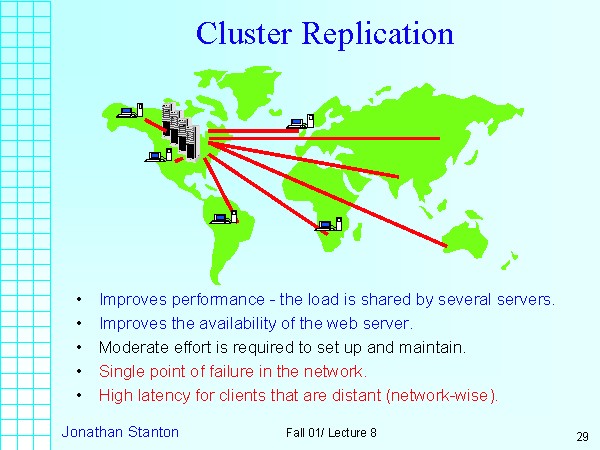 Cluster Replication
• Improves performance - the load is shared by several servers.
• Improves the availability of the web server.
• Moderate effort is required to set up and maintain.
• Single point of failure in the network.
• High latency for clients that are distant (network-wise).
Jonathan Stanton Fall 01/ Lecture 8 29